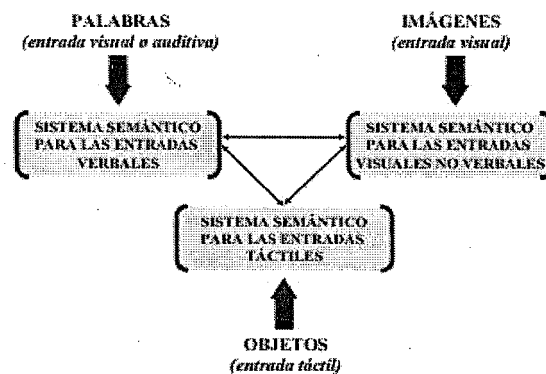 PALABRAS
(entrada visual o auditiva)
IMÁGENES
(entrada visual)
SISTEMA SEMÁNTICO
PARA LAS ENTRADAS
VERBALES
SISTEMA SEMÁNTICO
PARA LAS ENTRADAS
VISUALES NO VERBALES
SISTEMA SEMÁNTICO
PARA LAS ENTRADAS
TÁCTILES
OBJETOS
(entrada táctil)